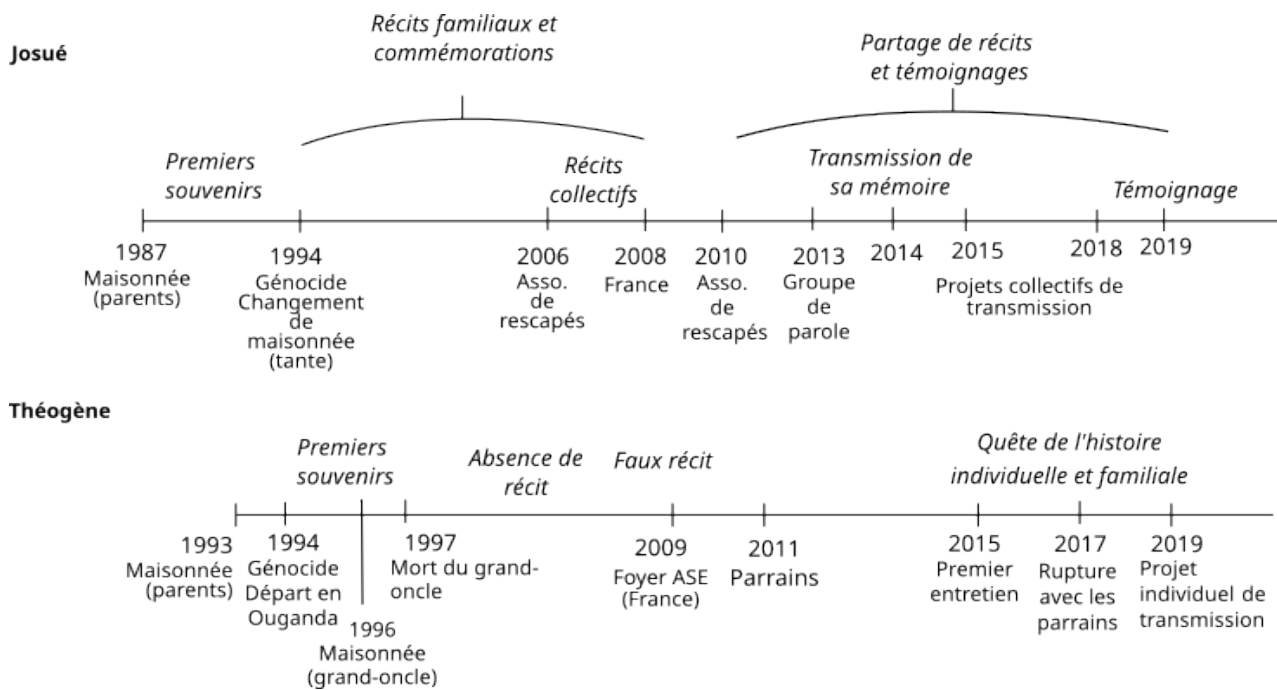 Josué
Récits familiaux et
commémorations
Partage de récits
et témoignages
Premiers
souvenirs
Récits
collectifs
Transmission de
sa mémoire
Témoignage
1987
Maisonnée
(parents)
1994
Génocide
Changement
de
maisonnée
(tante)
2006
Asso.
de
rescapés
2008
France
2010
Asso.
de
rescapés
2013
Groupe
de
parole
2014
2015
2018
2019
Projets collectifs de
transmission
Théogène
Premiers
souvenirs
Absence de
récit
Faux récit
Quête de l'histoire
individuelle et familiale
1993
Maisonnée
(parents)
1994
Génocide
Départ en
Ouganda
1996
Maisonnée
(grand-oncle)
1997
Mort du grand-
oncle
2009
Foyer ASE
(France)
2011
Parrains
2015
Premier
entretien
2017
Rupture
avec les
parrains
2019
Projet
individuel de
transmission